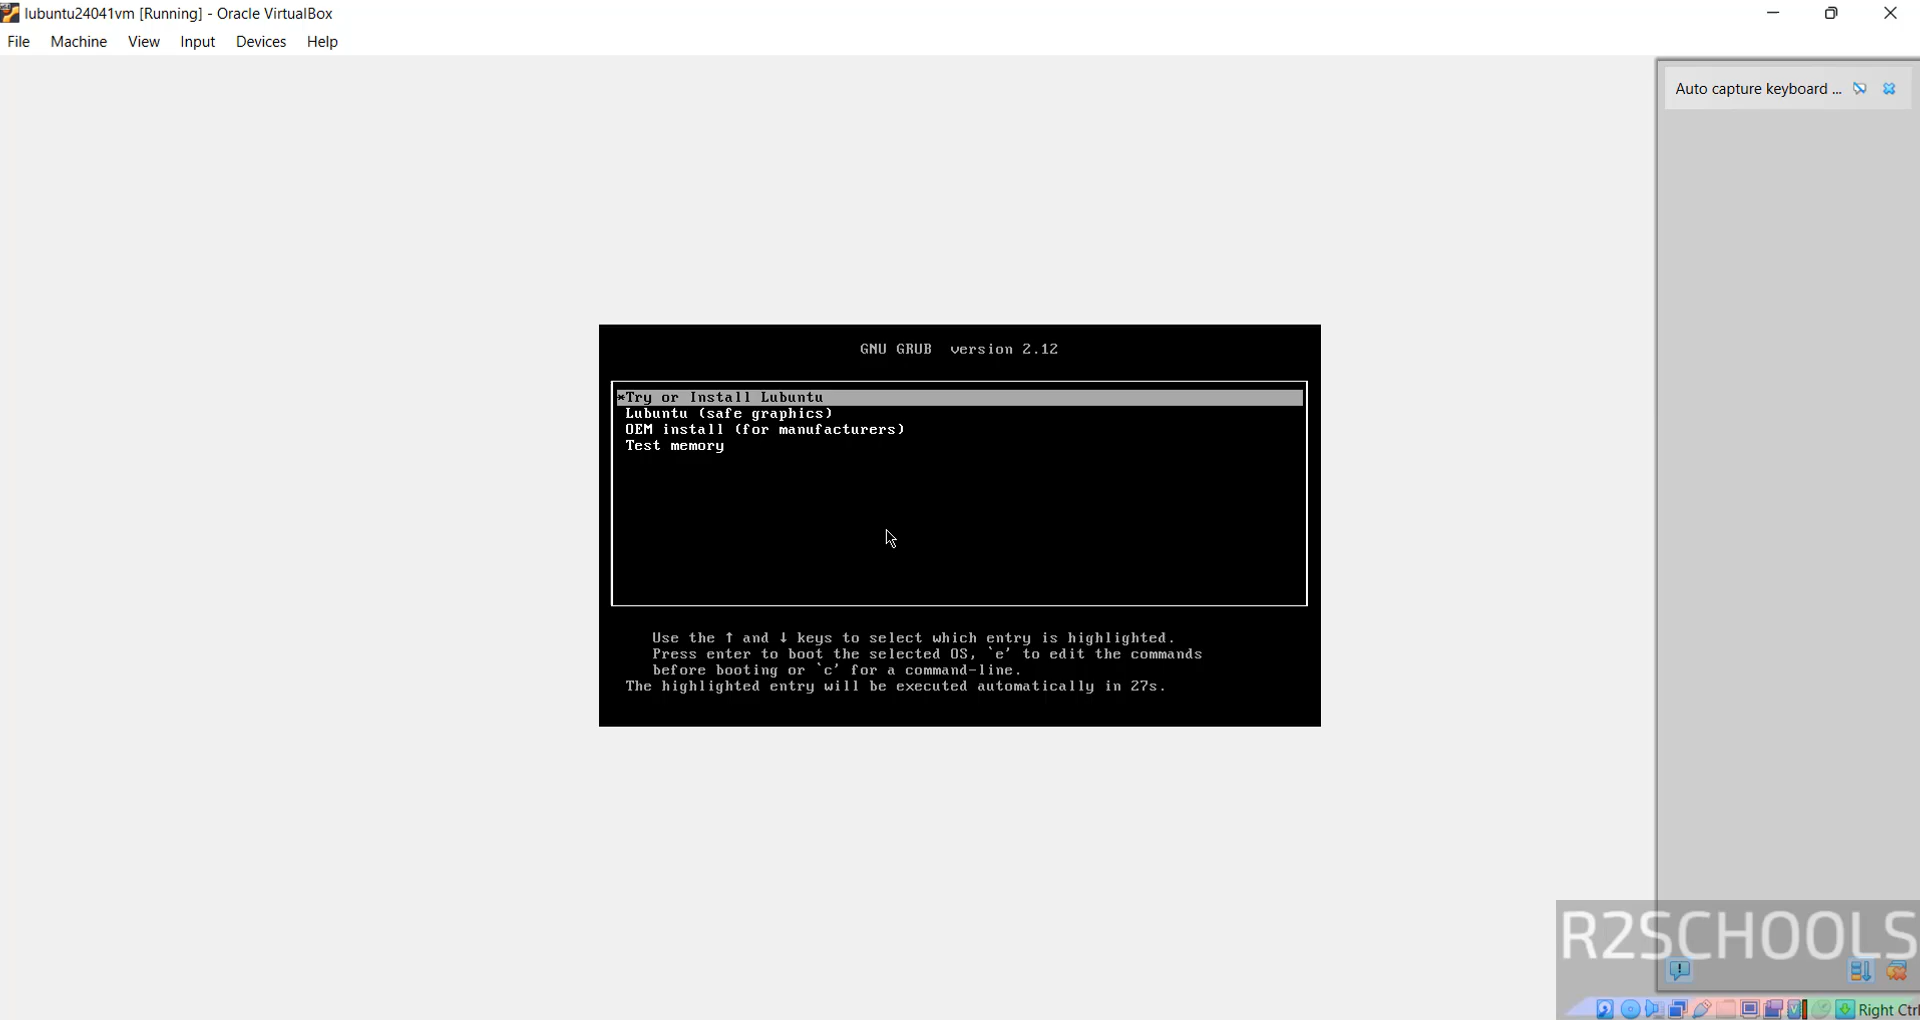 lubuntu24041vm [Running] - Oracle VirtualBox
File Machine View Input Devices Help
Auto capture keyboard ...
GNU GRUB version 2.12
*Try or Install Lubuntu
Lubuntu (safe graphics)
OEM install (for manufacturers)
Test memory
Use the ↑ and ↓ keys to select which entry is highlighted.
Press enter to boot the selected OS, `e' to edit the commands
before booting or `c' for a command-line.
The highlighted entry will be executed automatically in 27s.
R2SCHOOLS
Right Ctrl